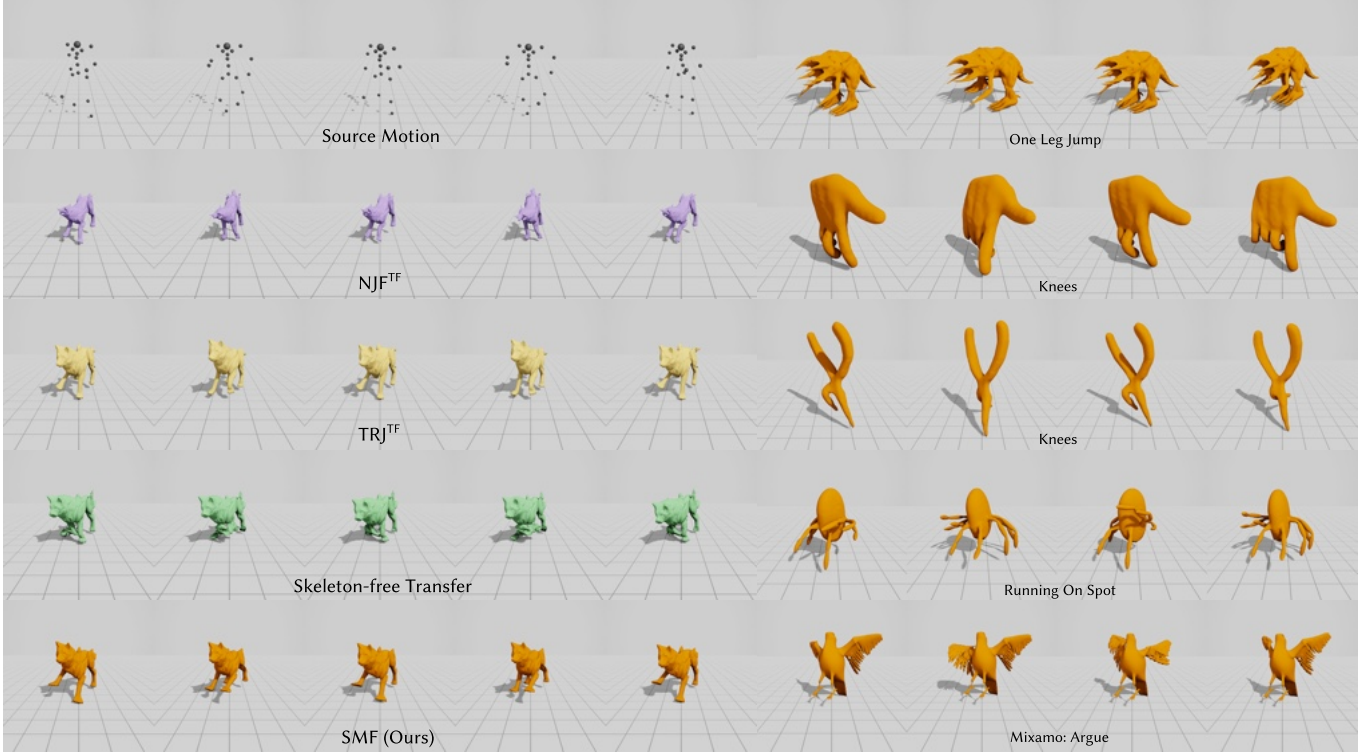 Source Motion
One Leg Jump
NJF^TF
Knees
TRJ^TF
Knees
Skeleton-free Transfer
Running On Spot
SMF (Ours)
Mixamo: Argue